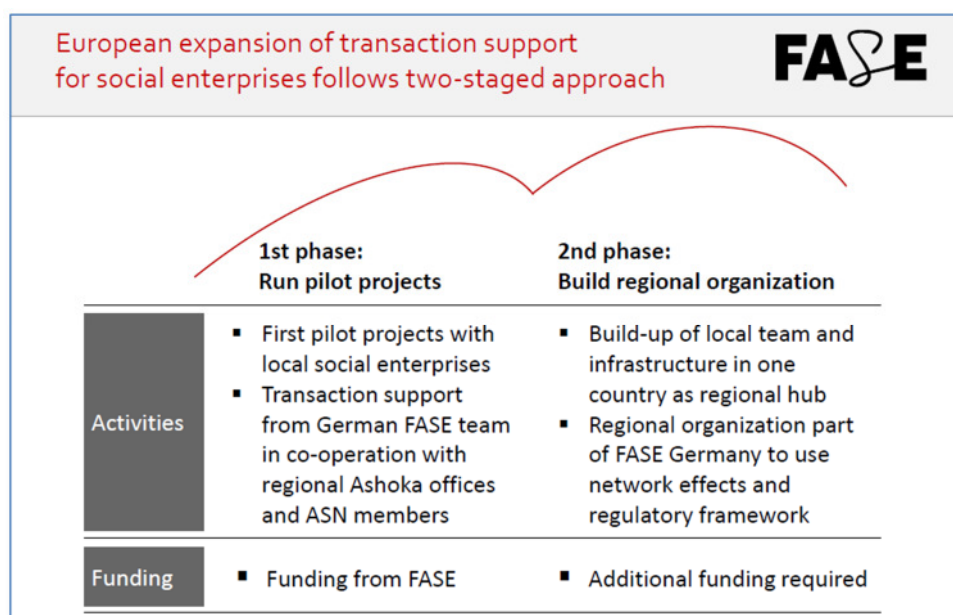 European expansion of transaction support
for social enterprises follows two-staged approach
FASE
1st phase:
Run pilot projects
2nd phase:
Build regional organization
Activities
▪ First pilot projects with
local social enterprises
▪ Transaction support
from German FASE team
in co-operation with
regional Ashoka offices
and ASN members
▪ Build-up of local team and
infrastructure in one
country as regional hub
▪ Regional organization part
of FASE Germany to use
network effects and
regulatory framework
Funding
▪ Funding from FASE
▪ Additional funding required